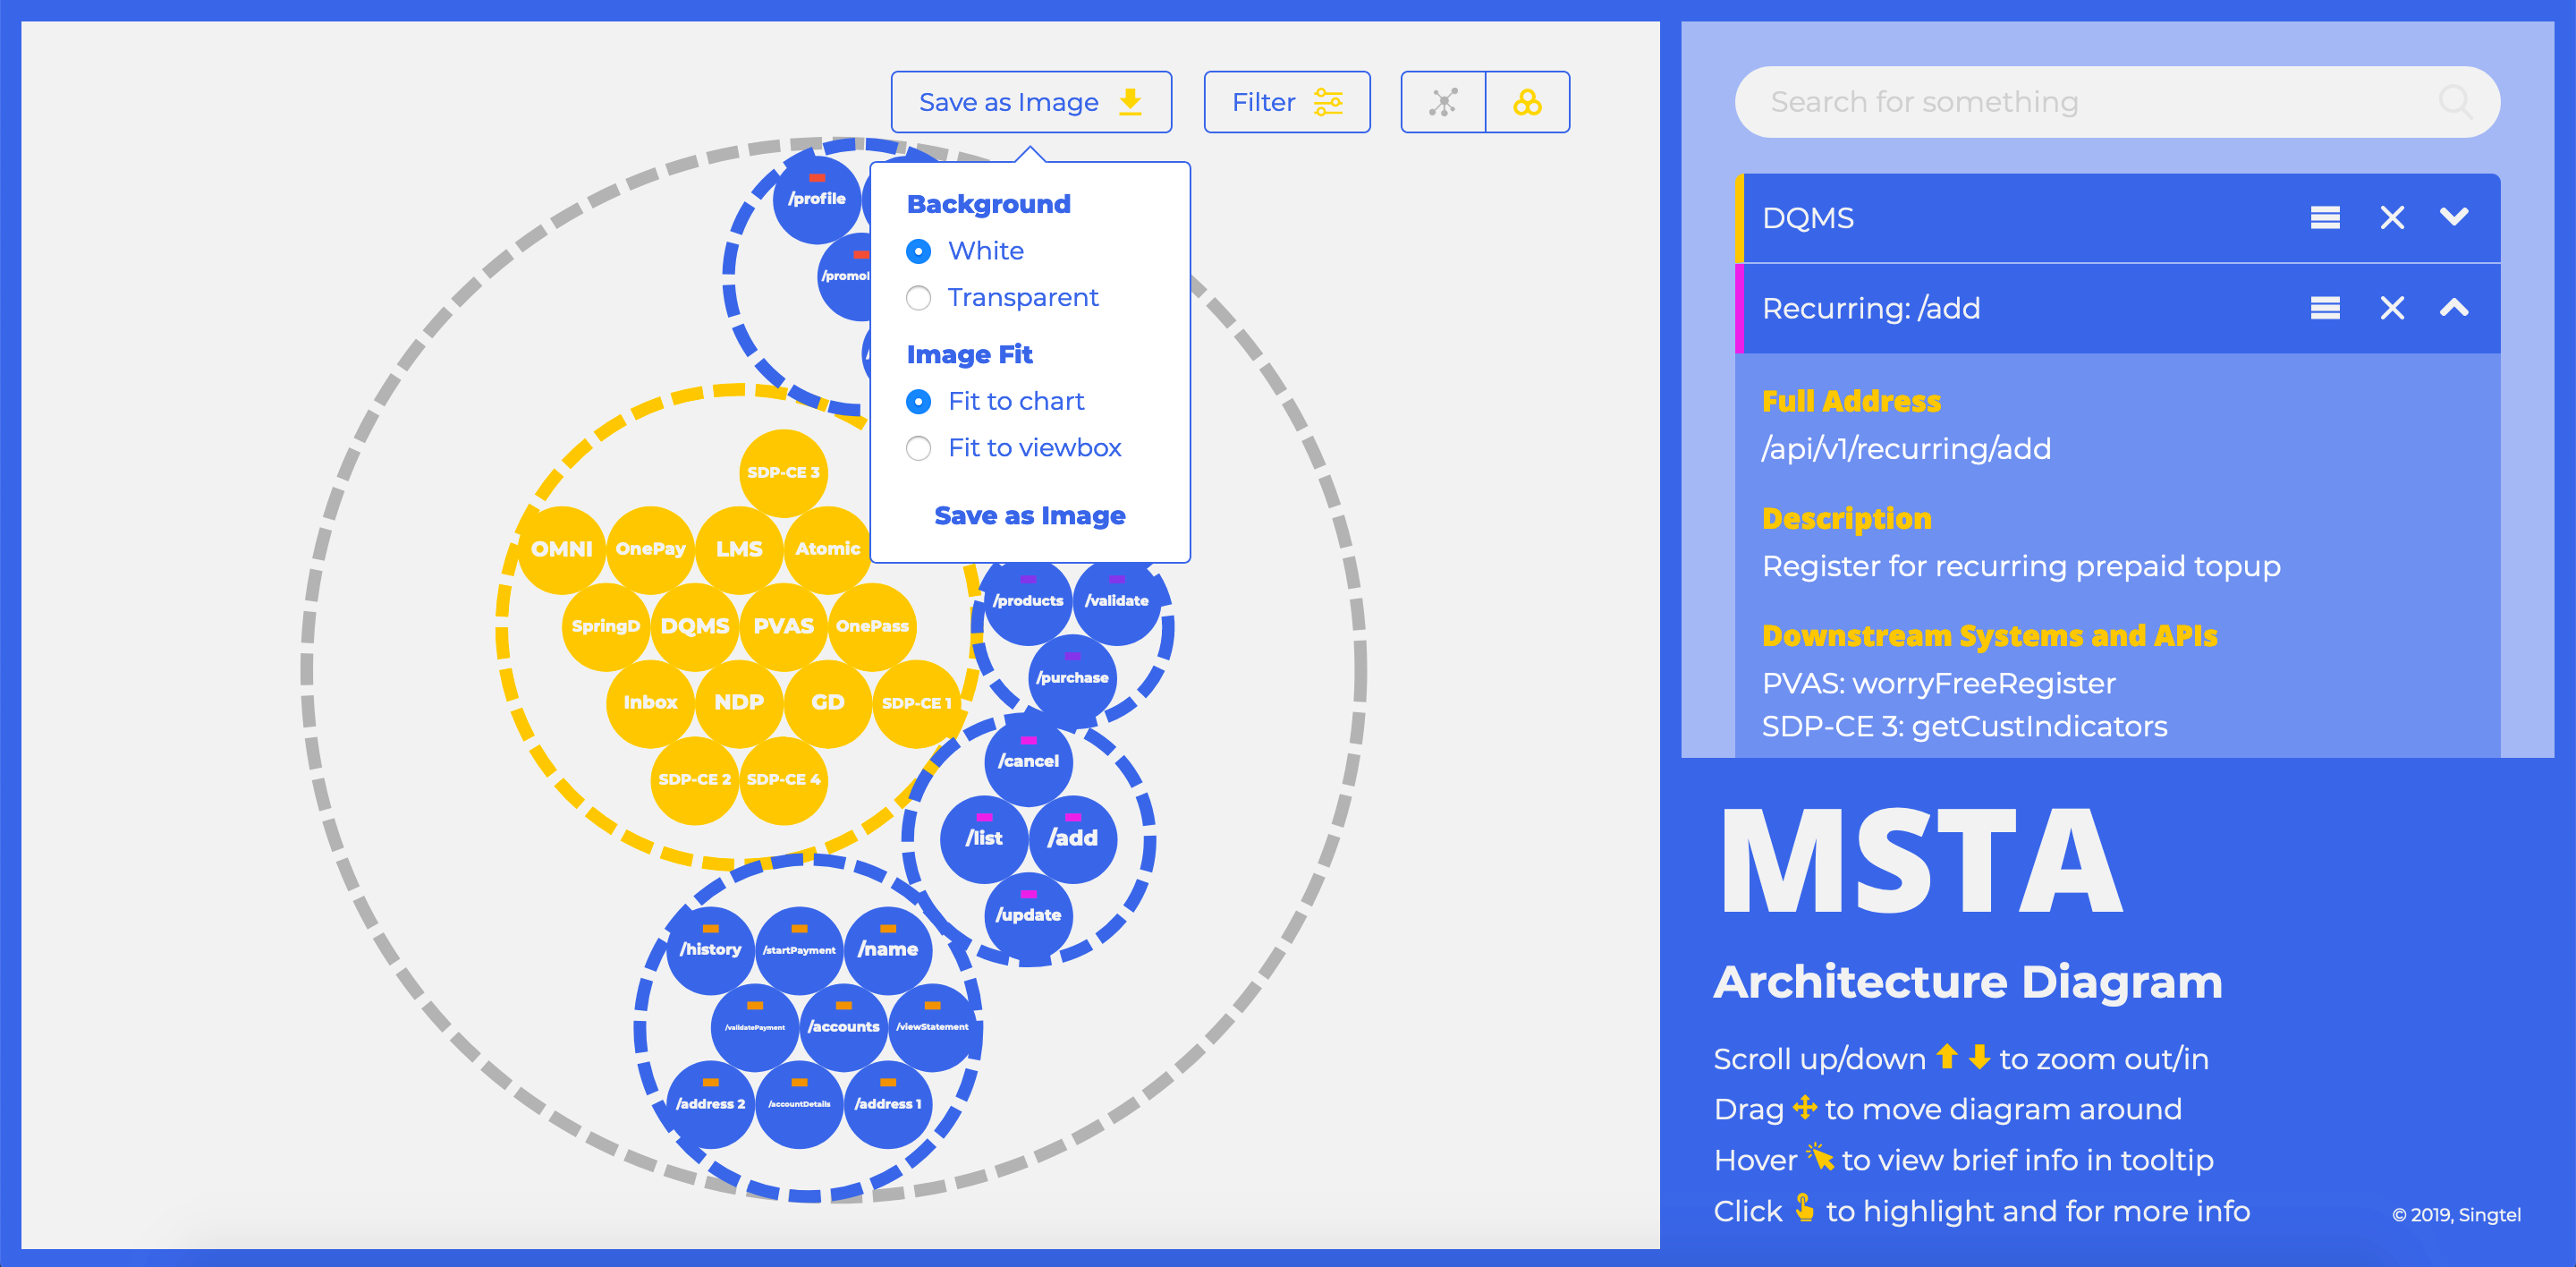 Save as Image
Filter
Background
White
Transparent
Image Fit
Fit to chart
Fit to viewbox
Save as Image
/profile
SDP-CE 3
OMNI
OnePay
LMS
Atomic
SpringD
DQMS
PVAS
OnePass
Inbox
NDP
GD
SDP-CE 1
SDP-CE 2
SDP-CE 4
/products
/validate
/purchase
/cancel
/list
/add
/update
/history
/startPayment
/name
/validatePayment
/accounts
/viewStatement
/address 2
/accountDetails
/address 1
Search for something
DQMS
Recurring: /add
Full Address
/api/v1/recurring/add
Description
Register for recurring prepaid topup
Downstream Systems and APIs
PVAS: worryFreeRegister
SDP-CE 3: getCustIndicators
MSTA
Architecture Diagram
Scroll up/down to zoom out/in
Drag to move diagram around
Hover to view brief info in tooltip
Click to highlight and for more info
© 2019, Singtel